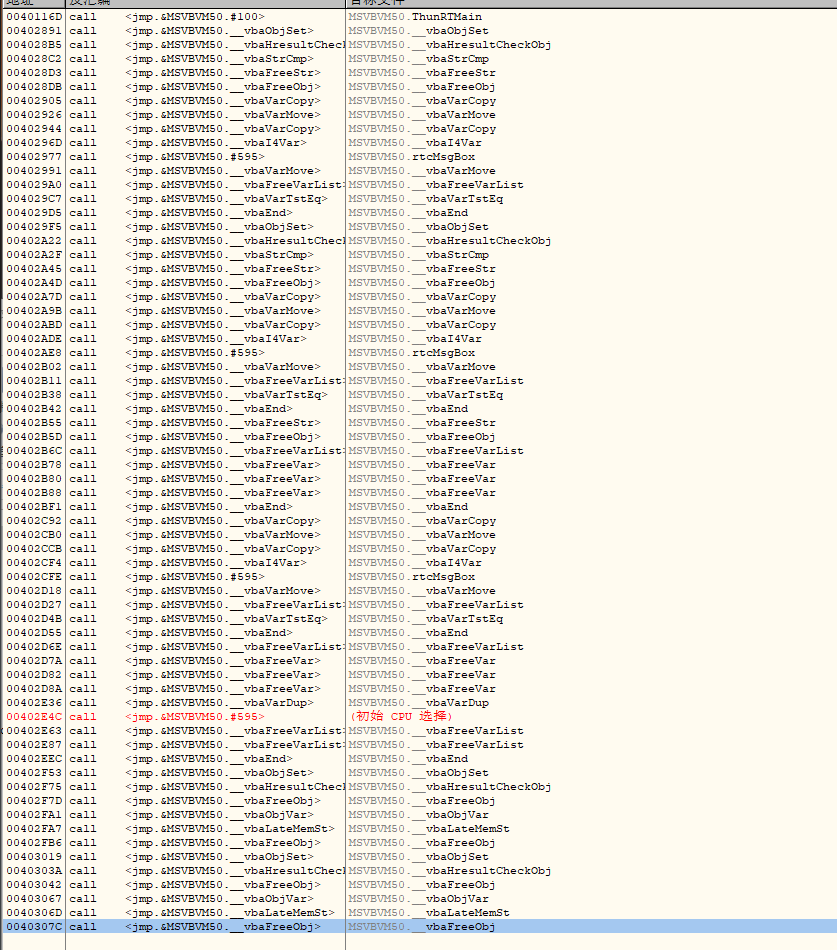 地址 反汇编 目标文件
0040116D call <jmp.&MSVBVM50.#100> MSVBVM50.ThunRTMain
00402891 call <jmp.&MSVBVM50.__vbaObjSet> MSVBVM50.__vbaObjSet
004028B5 call <jmp.&MSVBVM50.__vbaHresultChec MSVBVM50.__vbaHresultCheckObj
004028C2 call <jmp.&MSVBVM50.__vbaStrCmp> MSVBVM50.__vbaStrCmp
004028D3 call <jmp.&MSVBVM50.__vbaFreeStr> MSVBVM50.__vbaFreeStr
004028DB call <jmp.&MSVBVM50.__vbaFreeObj> MSVBVM50.__vbaFreeObj
00402905 call <jmp.&MSVBVM50.__vbaVarCopy> MSVBVM50.__vbaVarCopy
00402926 call <jmp.&MSVBVM50.__vbaVarMove> MSVBVM50.__vbaVarMove
00402944 call <jmp.&MSVBVM50.__vbaVarCopy> MSVBVM50.__vbaVarCopy
0040296D call <jmp.&MSVBVM50.__vbaI4Var> MSVBVM50.__vbaI4Var
00402977 call <jmp.&MSVBVM50.#595> MSVBVM50.rtcMsgBox
00402991 call <jmp.&MSVBVM50.__vbaVarMove> MSVBVM50.__vbaVarMove
004029A0 call <jmp.&MSVBVM50.__vbaFreeVarList> MSVBVM50.__vbaFreeVarList
004029C7 call <jmp.&MSVBVM50.__vbaVarTstEq> MSVBVM50.__vbaVarTstEq
004029D5 call <jmp.&MSVBVM50.__vbaEnd> MSVBVM50.__vbaEnd
004029F5 call <jmp.&MSVBVM50.__vbaObjSet> MSVBVM50.__vbaObjSet
00402A22 call <jmp.&MSVBVM50.__vbaHresultChec MSVBVM50.__vbaHresultCheckObj
00402A2F call <jmp.&MSVBVM50.__vbaStrCmp> MSVBVM50.__vbaStrCmp
00402A45 call <jmp.&MSVBVM50.__vbaFreeStr> MSVBVM50.__vbaFreeStr
00402A4D call <jmp.&MSVBVM50.__vbaFreeObj> MSVBVM50.__vbaFreeObj
00402A7D call <jmp.&MSVBVM50.__vbaVarCopy> MSVBVM50.__vbaVarCopy
00402A9B call <jmp.&MSVBVM50.__vbaVarMove> MSVBVM50.__vbaVarMove
00402ABD call <jmp.&MSVBVM50.__vbaVarCopy> MSVBVM50.__vbaVarCopy
00402ADE call <jmp.&MSVBVM50.__vbaI4Var> MSVBVM50.__vbaI4Var
00402AE8 call <jmp.&MSVBVM50.#595> MSVBVM50.rtcMsgBox
00402B02 call <jmp.&MSVBVM50.__vbaVarMove> MSVBVM50.__vbaVarMove
00402B11 call <jmp.&MSVBVM50.__vbaFreeVarList> MSVBVM50.__vbaFreeVarList
00402B38 call <jmp.&MSVBVM50.__vbaVarTstEq> MSVBVM50.__vbaVarTstEq
00402B42 call <jmp.&MSVBVM50.__vbaEnd> MSVBVM50.__vbaEnd
00402B55 call <jmp.&MSVBVM50.__vbaFreeStr> MSVBVM50.__vbaFreeStr
00402B5D call <jmp.&MSVBVM50.__vbaFreeObj> MSVBVM50.__vbaFreeObj
00402B6C call <jmp.&MSVBVM50.__vbaFreeVarList> MSVBVM50.__vbaFreeVarList
00402B78 call <jmp.&MSVBVM50.__vbaFreeVar> MSVBVM50.__vbaFreeVar
00402B80 call <jmp.&MSVBVM50.__vbaFreeVar> MSVBVM50.__vbaFreeVar
00402B88 call <jmp.&MSVBVM50.__vbaFreeVar> MSVBVM50.__vbaFreeVar
00402BF1 call <jmp.&MSVBVM50.__vbaEnd> MSVBVM50.__vbaEnd
00402C92 call <jmp.&MSVBVM50.__vbaVarCopy> MSVBVM50.__vbaVarCopy
00402CB0 call <jmp.&MSVBVM50.__vbaVarMove> MSVBVM50.__vbaVarMove
00402CCB call <jmp.&MSVBVM50.__vbaVarCopy> MSVBVM50.__vbaVarCopy
00402CF4 call <jmp.&MSVBVM50.__vbaI4Var> MSVBVM50.__vbaI4Var
00402CFE call <jmp.&MSVBVM50.#595> MSVBVM50.rtcMsgBox
00402D18 call <jmp.&MSVBVM50.__vbaVarMove> MSVBVM50.__vbaVarMove
00402D27 call <jmp.&MSVBVM50.__vbaFreeVarList> MSVBVM50.__vbaFreeVarList
00402D4B call <jmp.&MSVBVM50.__vbaVarTstEq> MSVBVM50.__vbaVarTstEq
00402D55 call <jmp.&MSVBVM50.__vbaEnd> MSVBVM50.__vbaEnd
00402D6E call <jmp.&MSVBVM50.__vbaFreeVarList> MSVBVM50.__vbaFreeVarList
00402D7A call <jmp.&MSVBVM50.__vbaFreeVar> MSVBVM50.__vbaFreeVar
00402D82 call <jmp.&MSVBVM50.__vbaFreeVar> MSVBVM50.__vbaFreeVar
00402D8A call <jmp.&MSVBVM50.__vbaFreeVar> MSVBVM50.__vbaFreeVar
00402E36 call <jmp.&MSVBVM50.__vbaVarDup> MSVBVM50.__vbaVarDup
00402E4C call <jmp.&MSVBVM50.#595> (初始 CPU 选择)
00402E63 call <jmp.&MSVBVM50.__vbaFreeVarList> MSVBVM50.__vbaFreeVarList
00402E87 call <jmp.&MSVBVM50.__vbaFreeVarList> MSVBVM50.__vbaFreeVarList
00402EEC call <jmp.&MSVBVM50.__vbaEnd> MSVBVM50.__vbaEnd
00402F53 call <jmp.&MSVBVM50.__vbaObjSet> MSVBVM50.__vbaObjSet
00402F75 call <jmp.&MSVBVM50.__vbaHresultChec MSVBVM50.__vbaHresultCheckObj
00402F7D call <jmp.&MSVBVM50.__vbaFreeObj> MSVBVM50.__vbaFreeObj
00402FA1 call <jmp.&MSVBVM50.__vbaObjVar> MSVBVM50.__vbaObjVar
00402FA7 call <jmp.&MSVBVM50.__vbaLateMemSt> MSVBVM50.__vbaLateMemSt
00402FB6 call <jmp.&MSVBVM50.__vbaFreeObj> MSVBVM50.__vbaFreeObj
00403019 call <jmp.&MSVBVM50.__vbaObjSet> MSVBVM50.__vbaObjSet
0040303A call <jmp.&MSVBVM50.__vbaHresultChec MSVBVM50.__vbaHresultCheckObj
00403042 call <jmp.&MSVBVM50.__vbaFreeObj> MSVBVM50.__vbaFreeObj
00403067 call <jmp.&MSVBVM50.__vbaObjVar> MSVBVM50.__vbaObjVar
0040306D call <jmp.&MSVBVM50.__vbaLateMemSt> MSVBVM50.__vbaLateMemSt
0040307C call <jmp.&MSVBVM50.__vbaFreeObj> MSVBVM50.__vbaFreeObj